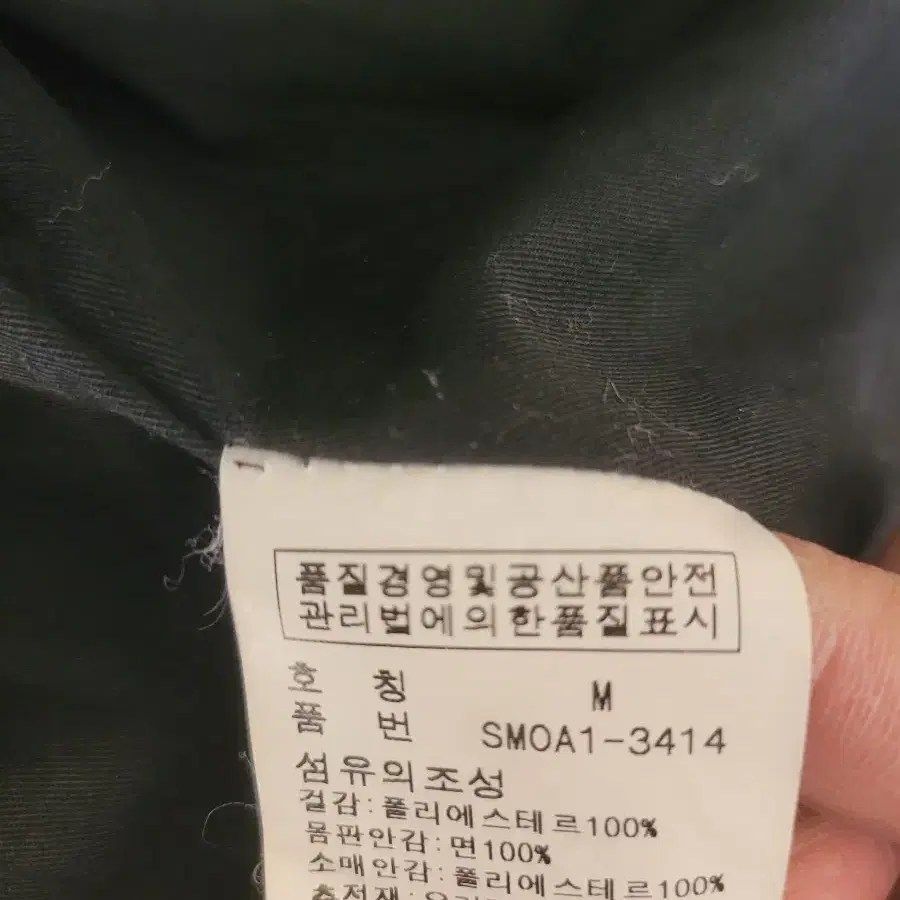 품질경영및공산품안전
관리법에의한품질표시
호 칭 M
품 번 SMOA1-3414
섬유의조성
겉감:폴리에스테르100%
몸판안감:면100%
소매안감:폴리에스테르100%
충전재: